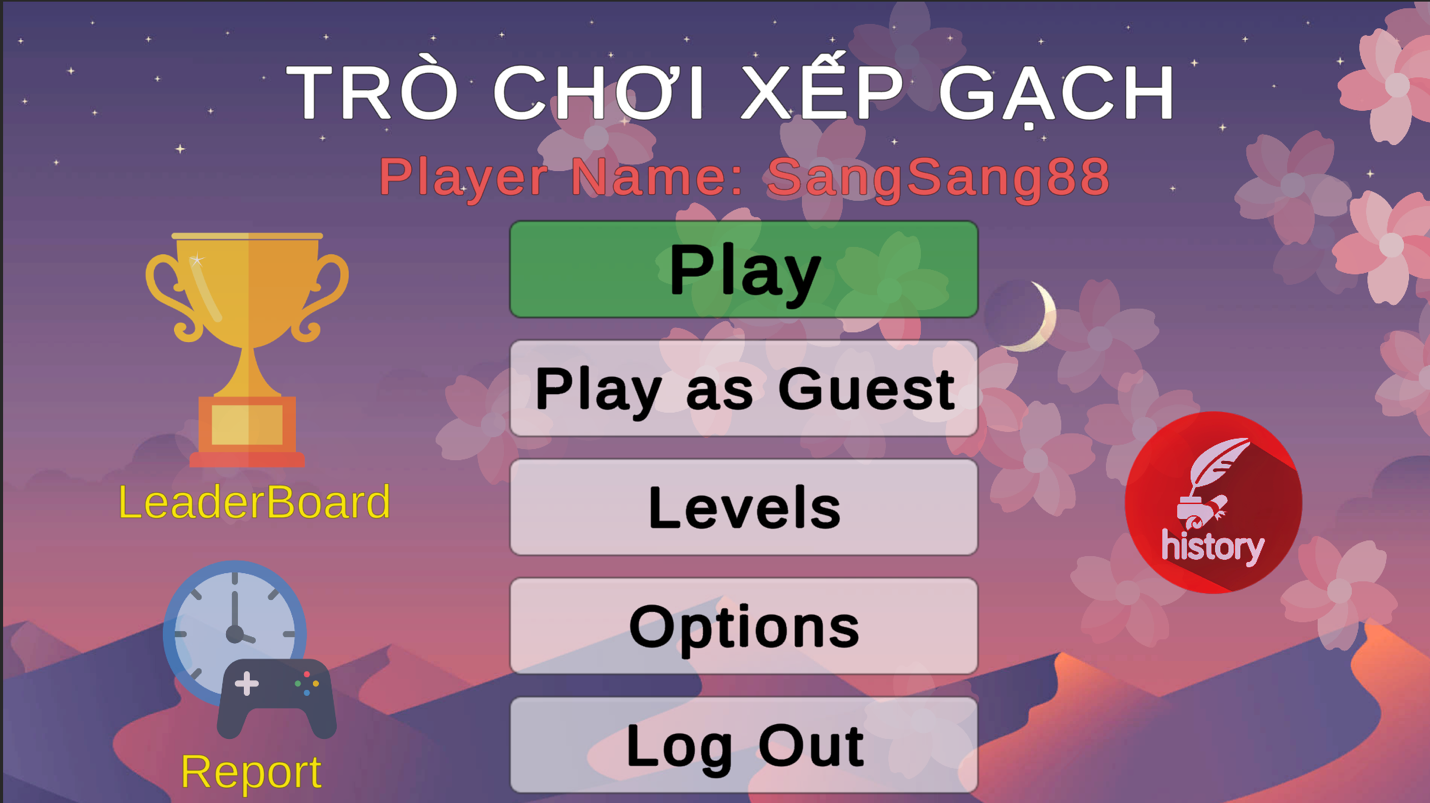 TRÒ CHƠI XẾP GẠCH
Player Name: SangSang88
Play
Play as Guest
Levels
Options
Log Out
LeaderBoard
Report
history